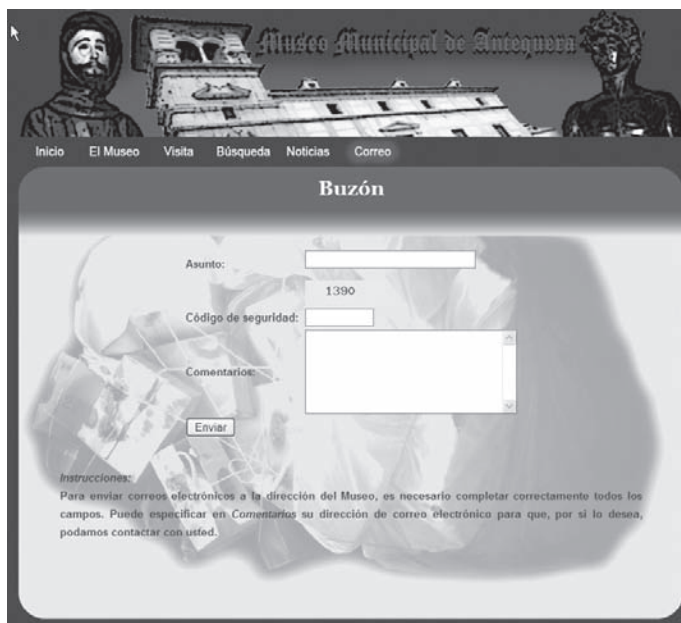 Museo Municipal de Antequera
Inicio El Museo Visita Búsqueda Noticias Correo
Buzón
Asunto:
1390
Código de seguridad:
Comentarios:
Enviar
Instrucciones:
Para enviar correos electrónicos a la dirección del Museo, es necesario completar correctamente todos los
campos. Puede especificar en Comentarios su dirección de correo electrónico para que, por si lo desea,
podamos contactar con usted.